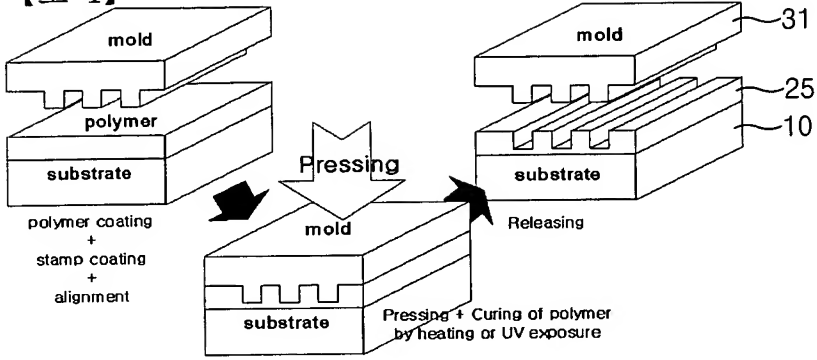 mold
polymer
substrate
polymer coating
+
stamp coating
+
alignment
Pressing
mold
substrate
Pressing + Curing of polymer
by heating or UV exposure
mold
substrate
31
25
10
Releasing